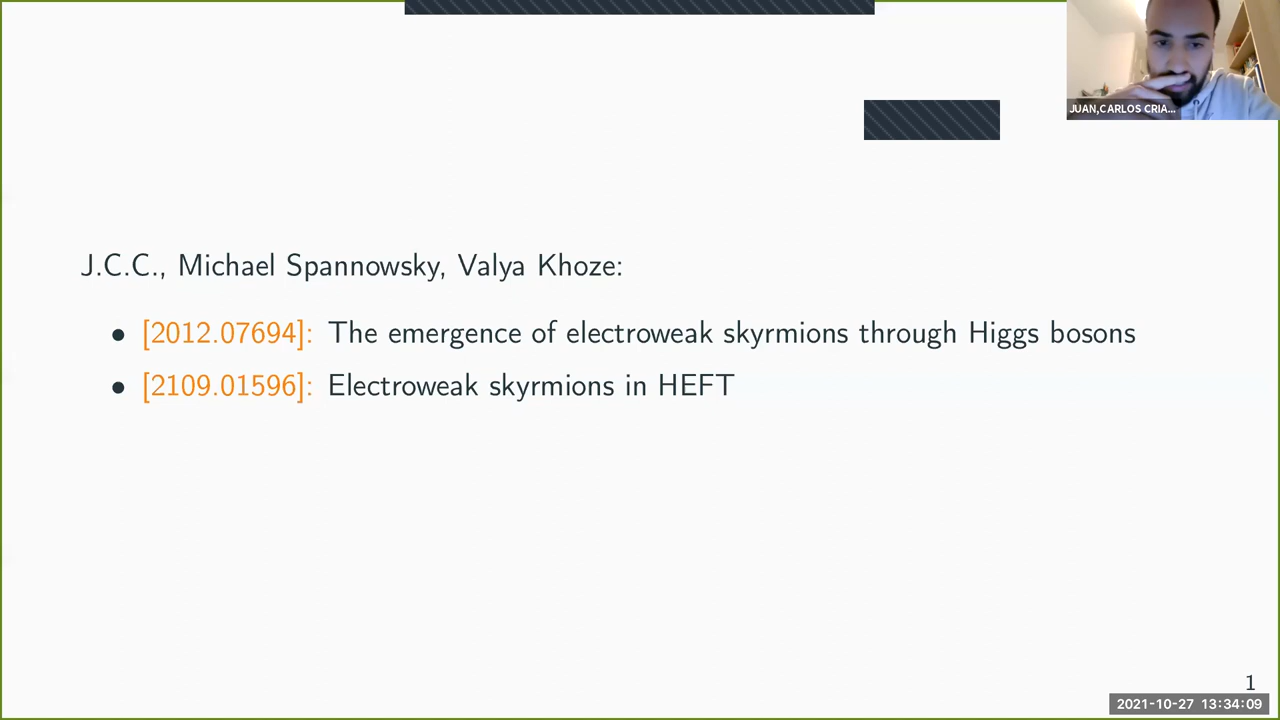 JUAN,CARLOS CRIA...
J.C.C., Michael Spannowsky, Valya Khoze:
• [2012.07694]: The emergence of electroweak skyrmions through Higgs bosons
• [2109.01596]: Electroweak skyrmions in HEFT
1
2021-10-27 13:34:09